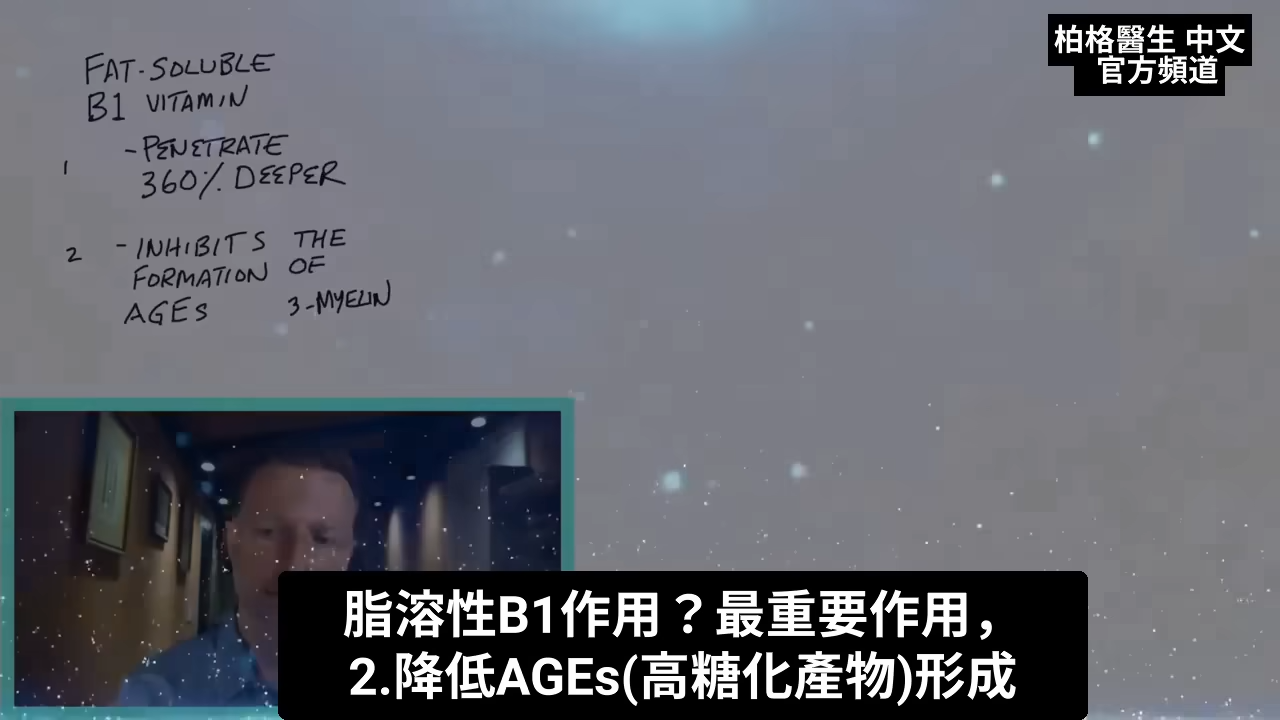 柏格醫生 中文
官方頻道
FAT-SOLUBLE
B1 VITAMIN
1 -PENETRATE
360% DEEPER
2 -INHIBITS THE
FORMATION OF
AGEs 3-MYELIN
脂溶性B1作用？最重要作用，
2.降低AGEs(高糖化產物)形成